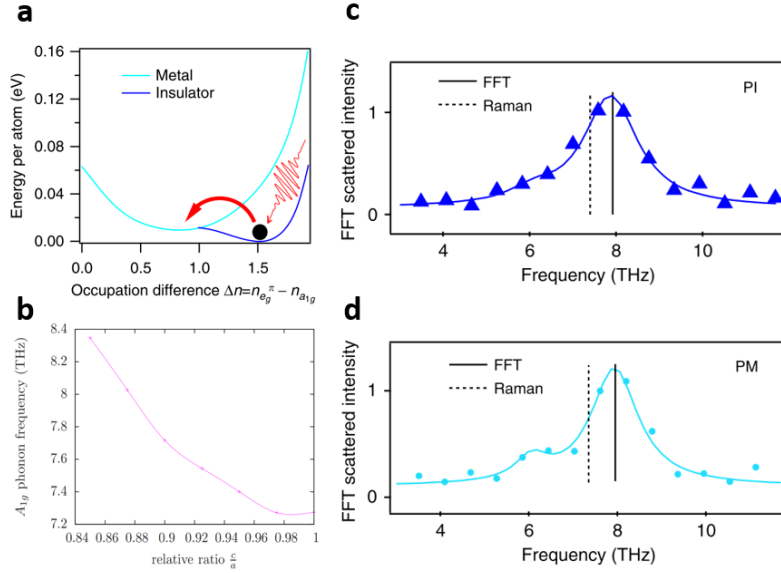 a
0.16
0.12
0.08
0.04
0.00
Energy per atom (eV)
Metal
Insulator
0.0
0.5
1.0
1.5
Occupation difference Δn=n_{e_g^π} − n_{a_{1g}}
b
8.4
8.2
8
7.8
7.6
7.4
7.2
A_{1g} phonon frequency (THz)
0.84 0.86 0.88 0.9 0.92 0.94 0.96 0.98 1
relative ratio c/a
c
FFT
Raman
PI
1
0
FFT scattered intensity
4
6
8
10
Frequency (THz)
d
FFT
Raman
PM
1
0
FFT scattered intensity
4
6
8
10
Frequency (THz)